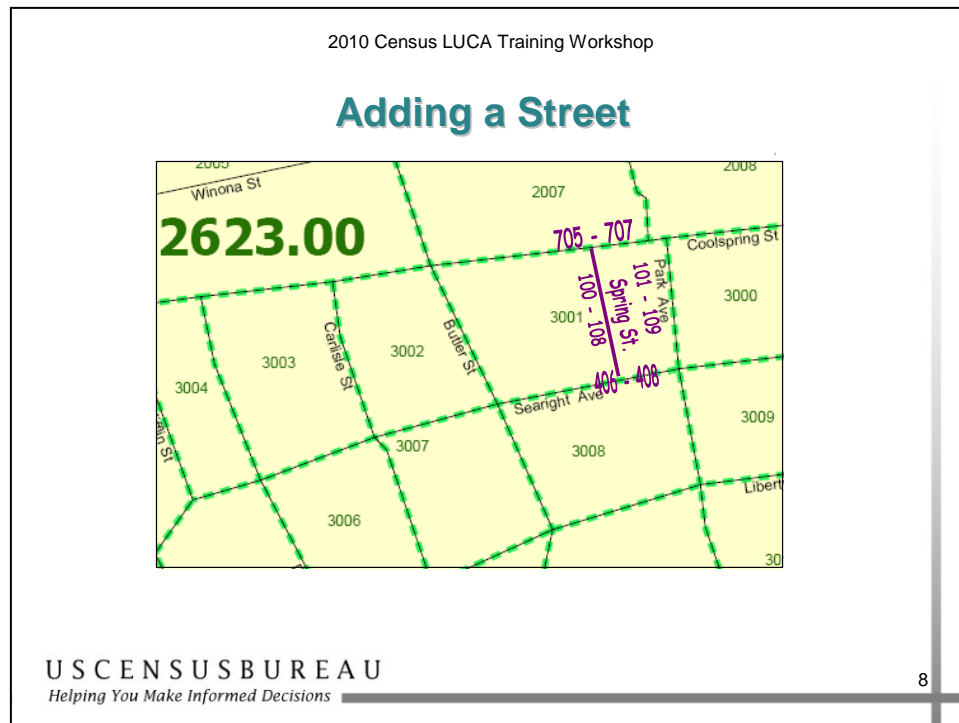 2010 Census LUCA Training Workshop
Adding a Street
2005
2008
Winona St
2007
2623.00
705 - 707
Coolspring St
Park Ave
101 - 109
Spring St.
100 - 108
3000
3001
Carlisle St
Butler St
3002
3003
3004
406 - 408
Searight Ave
3009
3007
3008
Libert
3006
30
USCENSUSBUREAU
Helping You Make Informed Decisions
8